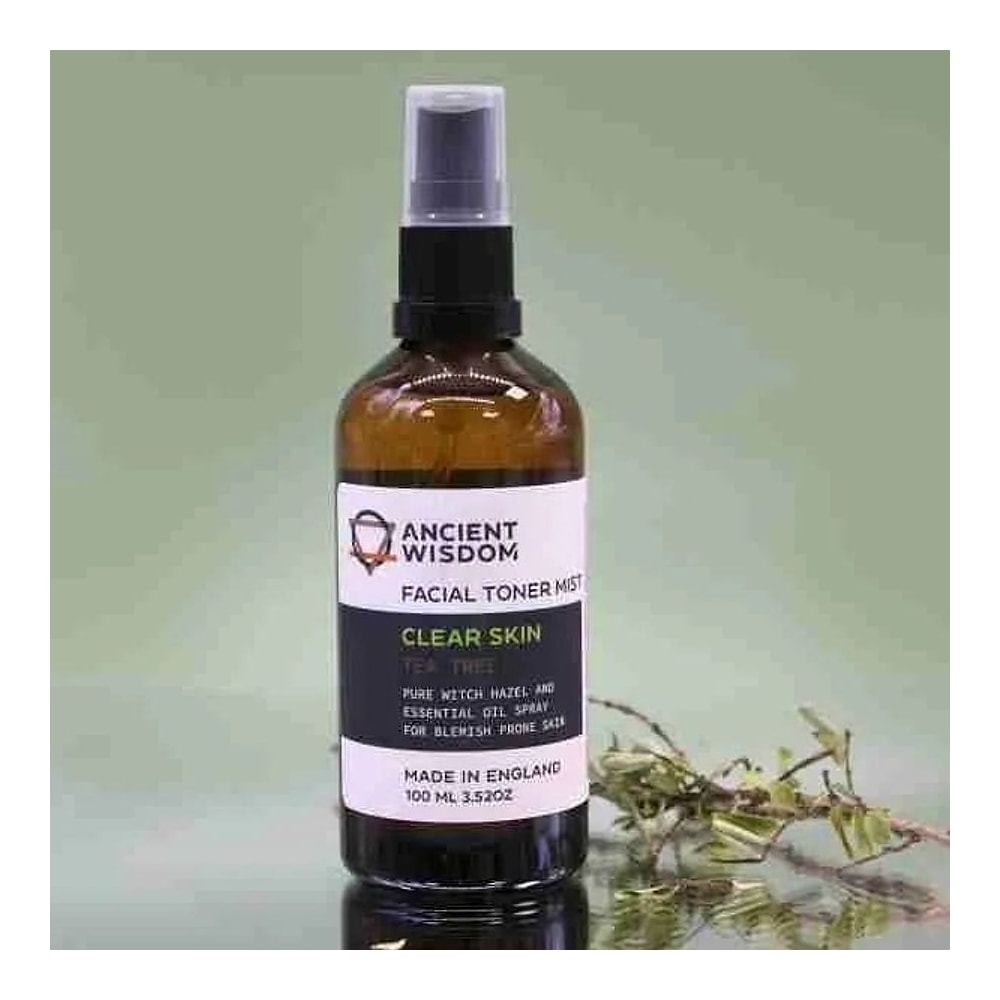 ANCIENT
WISDOM
FACIAL TONER MIST
CLEAR SKIN
TEA TREE
PURE WITCH HAZEL AND
ESSENTIAL OIL SPRAY
FOR BLEMISH PRONE SKIN
MADE IN ENGLAND
100 ML 3.52OZ